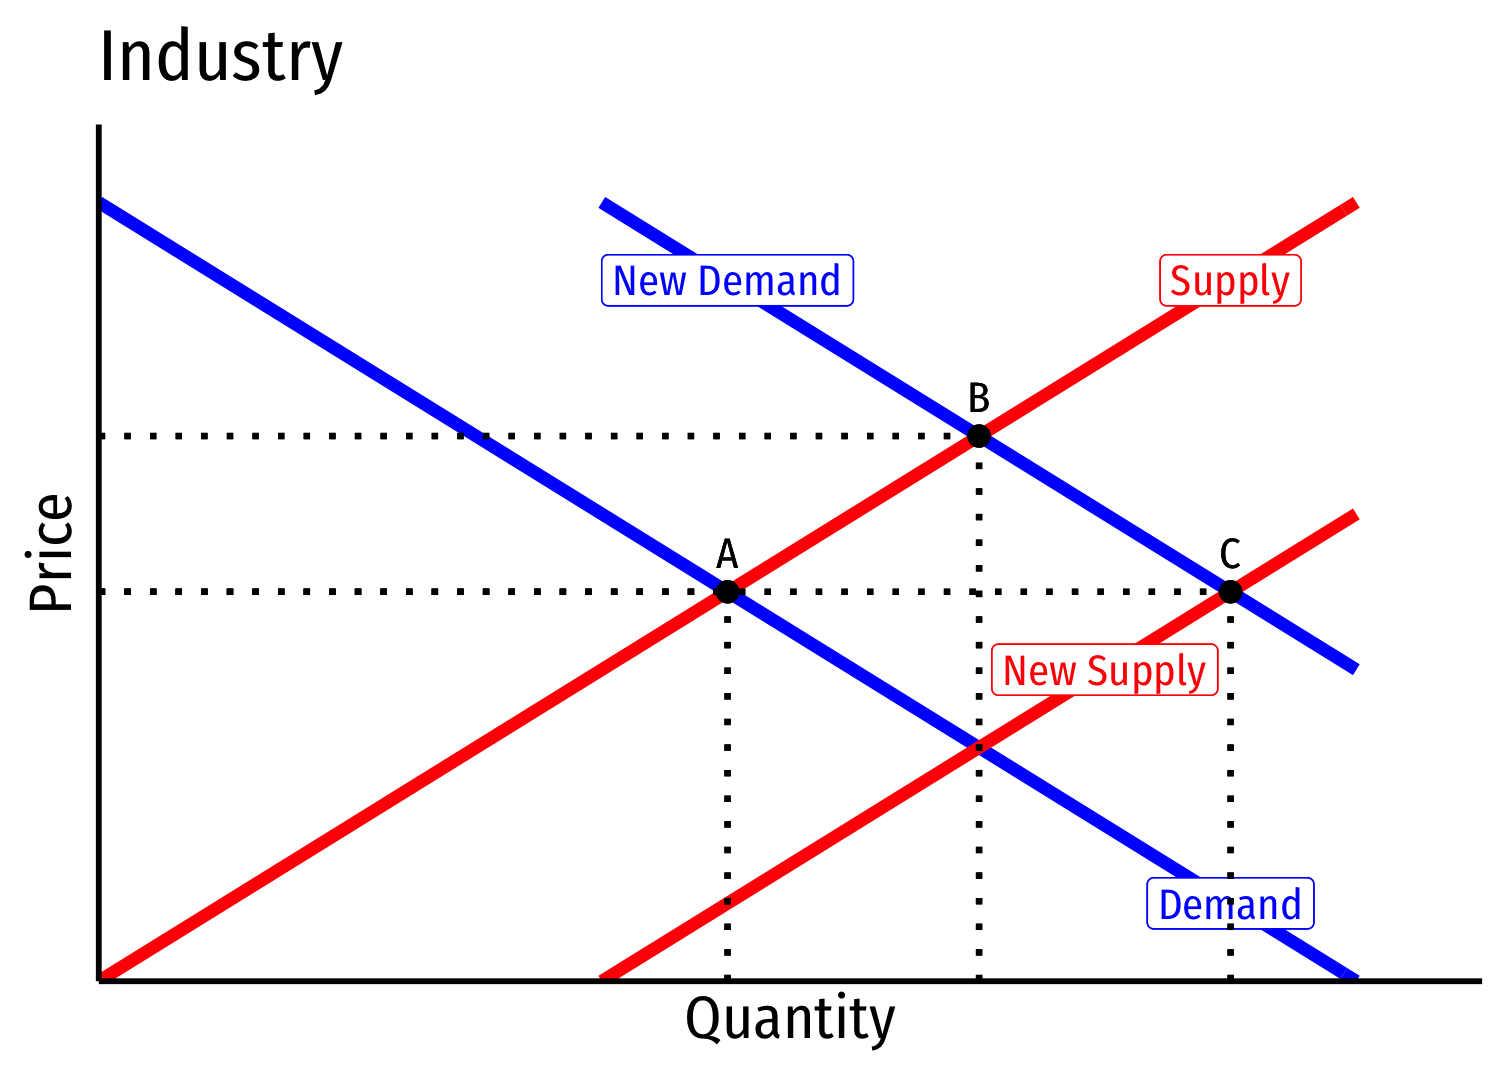 Industry
New Demand
Supply
B
A
C
New Supply
Demand
Price
Quantity